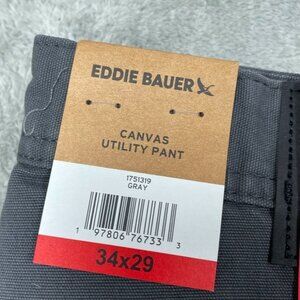 EDDIE BAUER
CANVAS
UTILITY PANT
1751319
GRAY
1 97806 76733 3
34x29